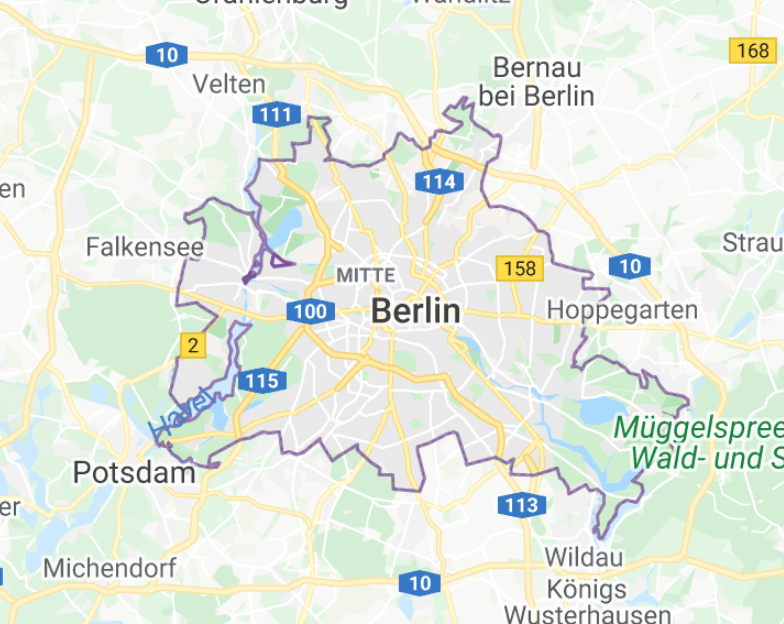 Oranienburg
Wandlitz
10
168
Velten
Bernau
bei Berlin
111
114
en
Falkensee
Strau
10
158
MITTE
Berlin
100
Hoppegarten
2
115
Havel
Müggelspree
Wald- und S
Potsdam
er
113
Wildau
Michendorf
10
Königs
Wusterhausen